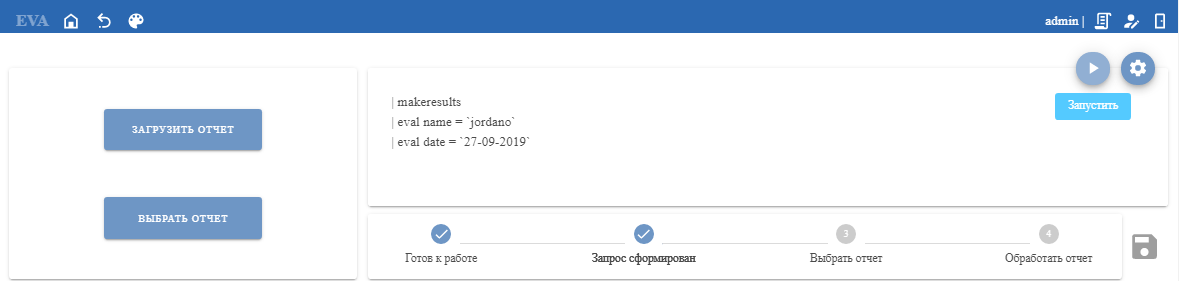 EVA
admin |
ЗАГРУЗИТЬ ОТЧЕТ
ВЫБРАТЬ ОТЧЕТ
| makeresults
| eval name = `jordano`
| eval date = `27-09-2019`
Запустить
3
4
Готов к работе
Запрос сформирован
Выбрать отчет
Обработать отчет